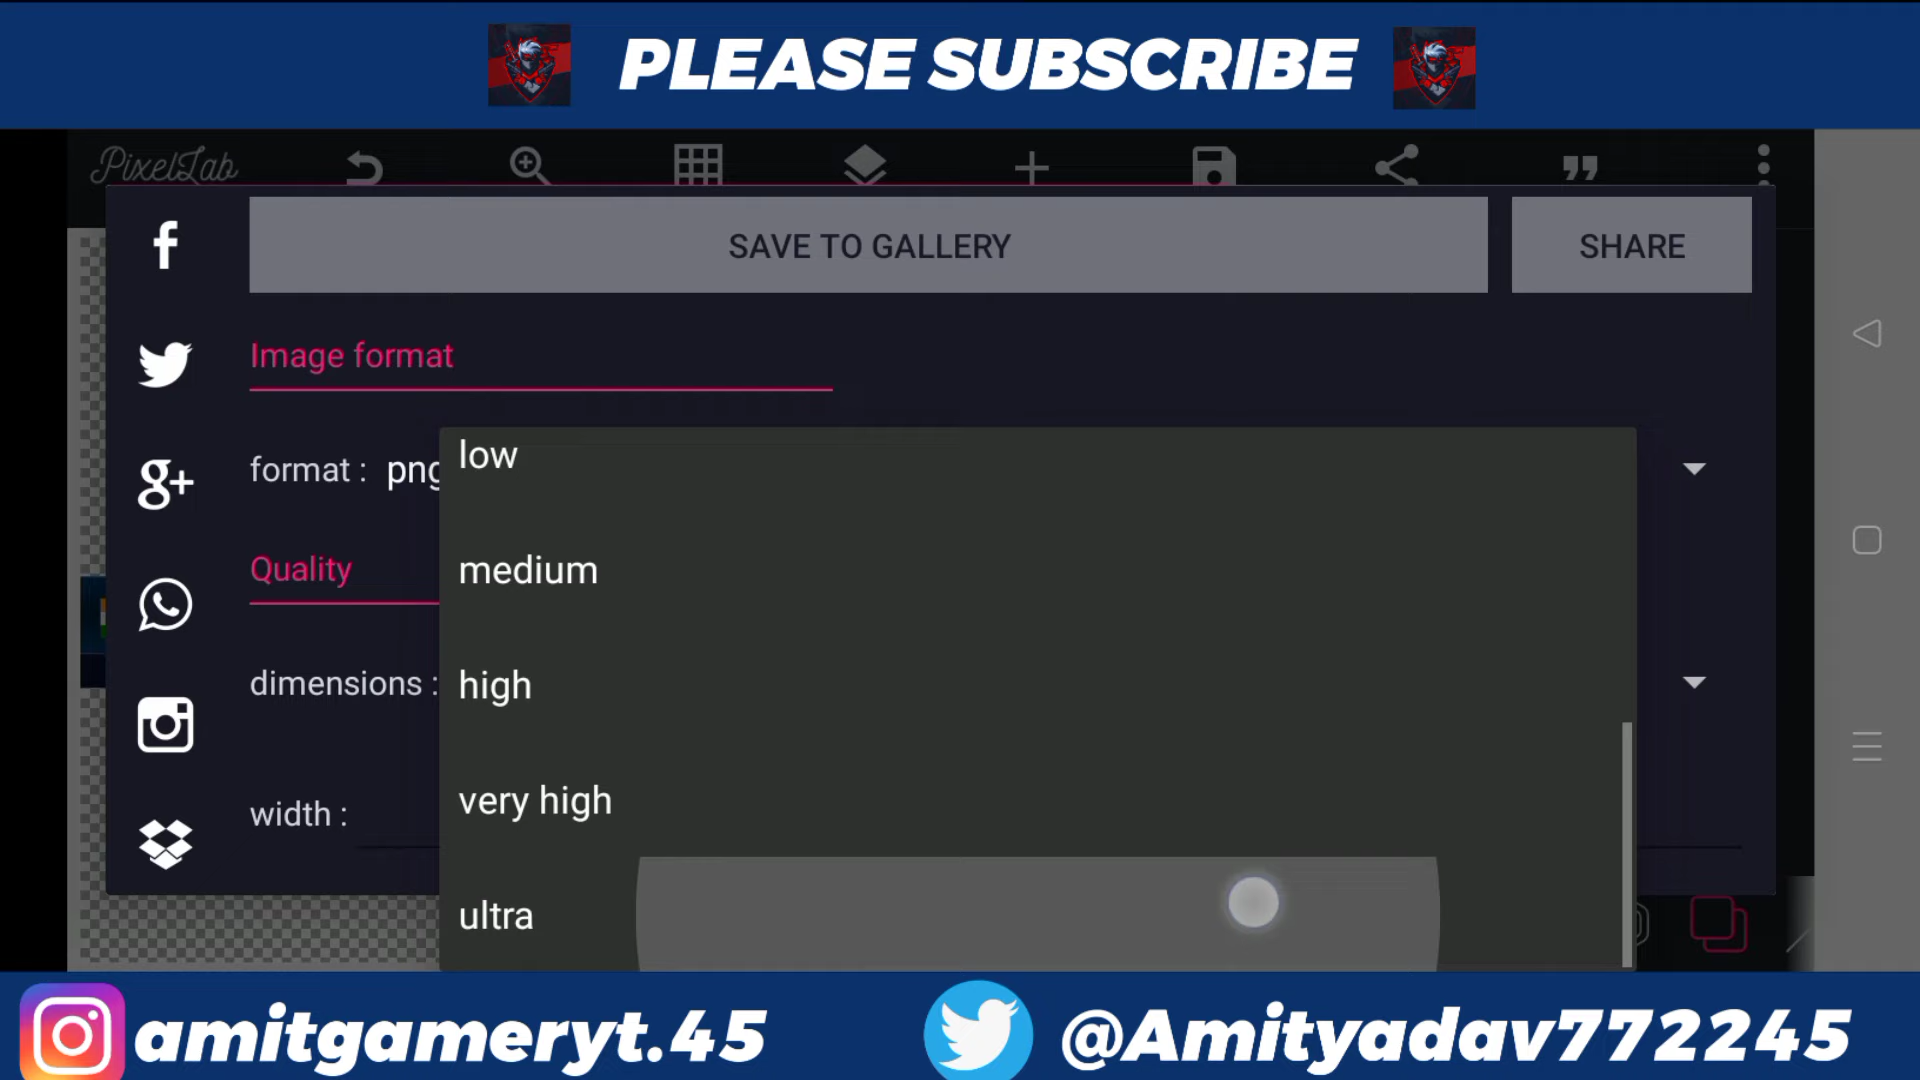 PLEASE SUBSCRIBE
PixelLab
SAVE TO GALLERY
SHARE
Image format
format : png
Quality
dimensions :
width :
low
medium
high
very high
ultra
amitgameryt.45
@Amityadav772245